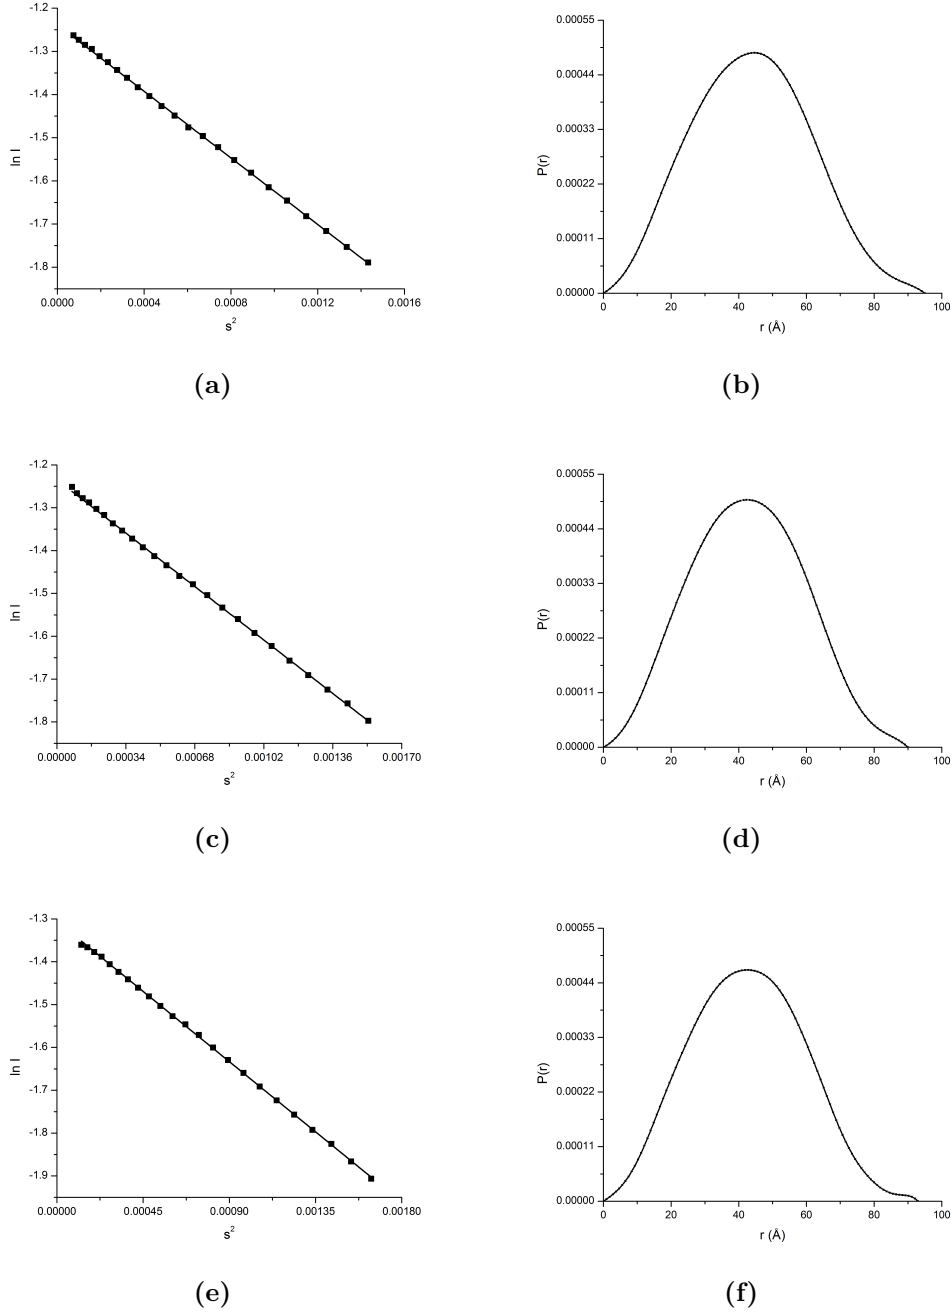 -1.2
-1.3
-1.4
-1.5
-1.6
-1.7
-1.8
ln I
0.0000 0.0004 0.0008 0.0012 0.0016
s²
(a)
0.00055
0.00044
0.00033
0.00022
0.00011
0.00000
P(r)
0 20 40 60 80 100
r (Å)
(b)
-1.2
-1.3
-1.4
-1.5
-1.6
-1.7
-1.8
ln I
0.00000 0.00034 0.00068 0.00102 0.00136 0.00170
s²
(c)
0.00055
0.00044
0.00033
0.00022
0.00011
0.00000
P(r)
0 20 40 60 80 100
r (Å)
(d)
-1.3
-1.4
-1.5
-1.6
-1.7
-1.8
-1.9
ln I
0.00000 0.00045 0.00090 0.00135 0.00180
s²
(e)
0.00055
0.00044
0.00033
0.00022
0.00011
0.00000
P(r)
0 20 40 60 80 100
r (Å)
(f)